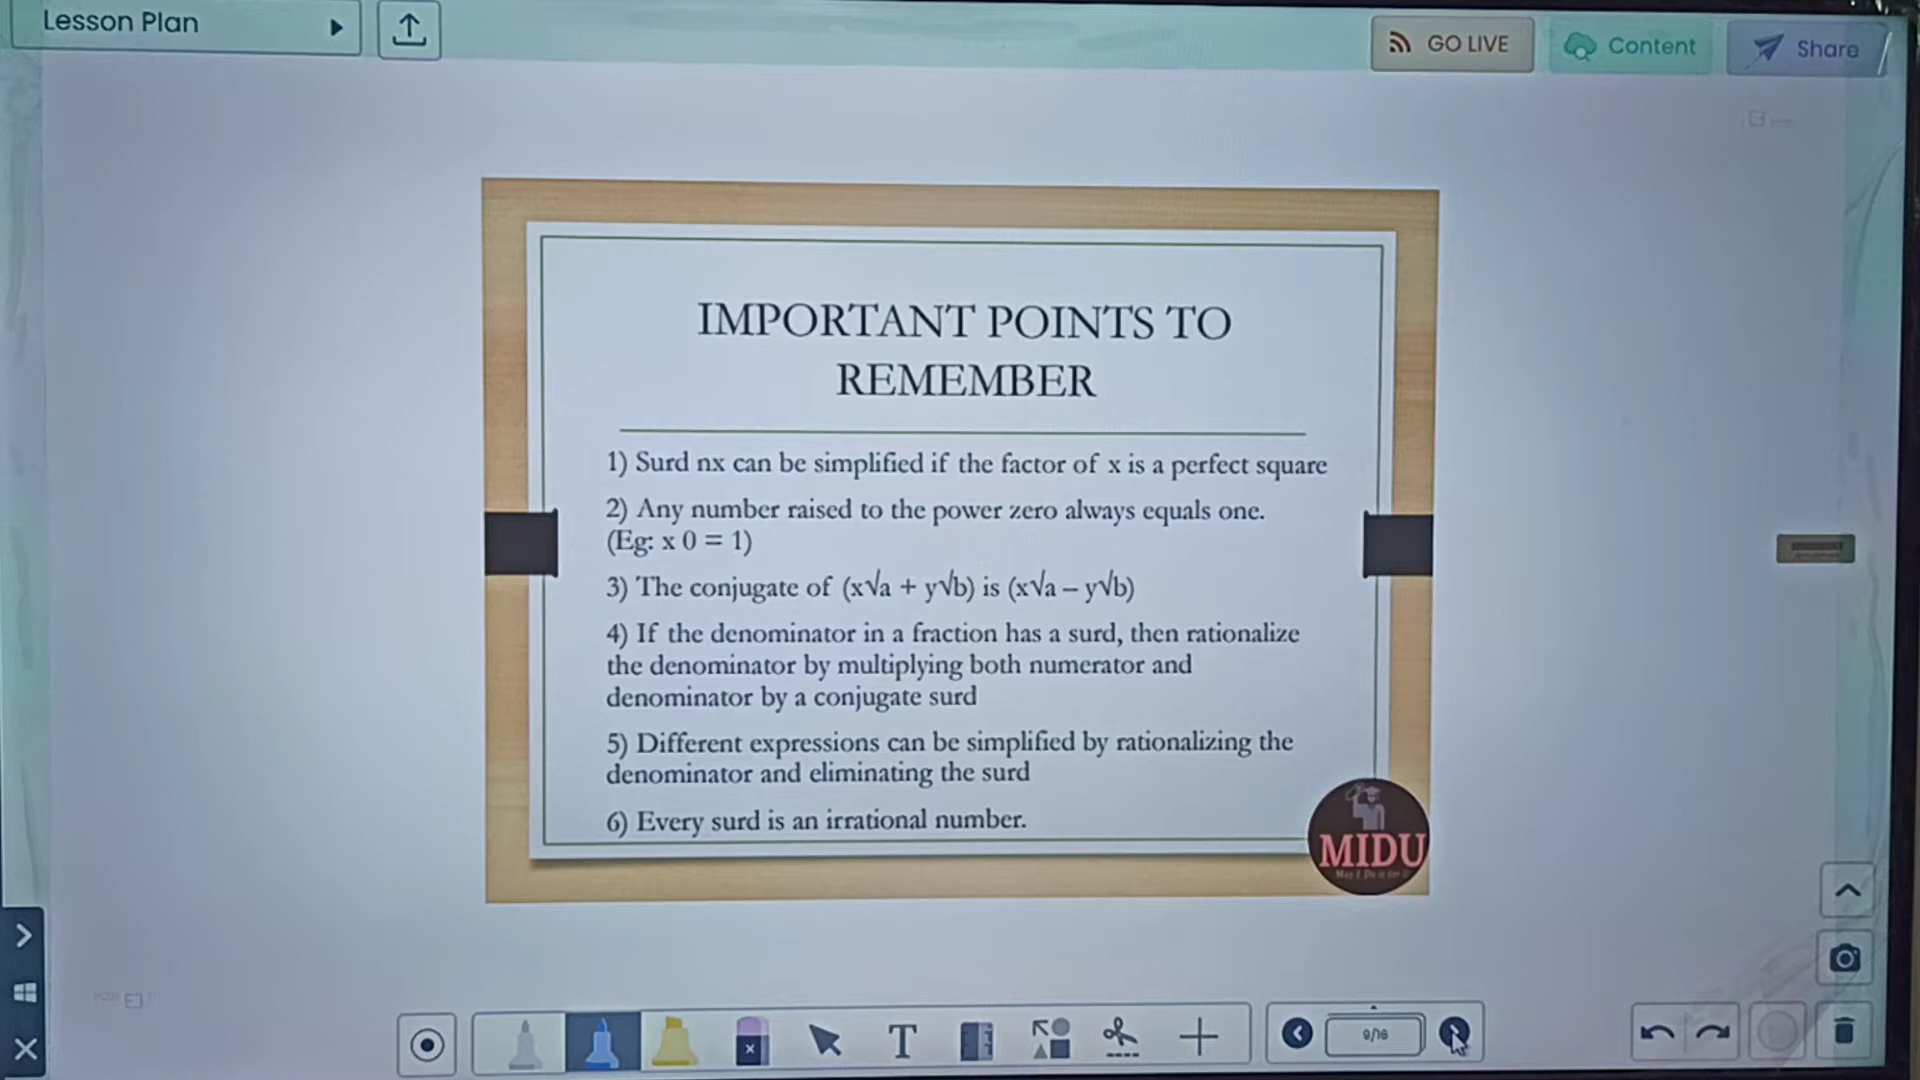 Lesson Plan
GO LIVE
Content
Share
IMPORTANT POINTS TO
REMEMBER
1) Surd nx can be simplified if the factor of x is a perfect square
2) Any number raised to the power zero always equals one.
(Eg: x 0 = 1)
3) The conjugate of (x√a + y√b) is (x√a – y√b)
4) If the denominator in a fraction has a surd, then rationalize
the denominator by multiplying both numerator and
denominator by a conjugate surd
5) Different expressions can be simplified by rationalizing the
denominator and eliminating the surd
6) Every surd is an irrational number.
MIDU
May I Do it for U
T
9/16